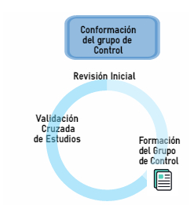 Conformación
del grupo de
Control
Revisión Inicial
Validación
Cruzada
de Estudios
Formación
del Grupo
de Control